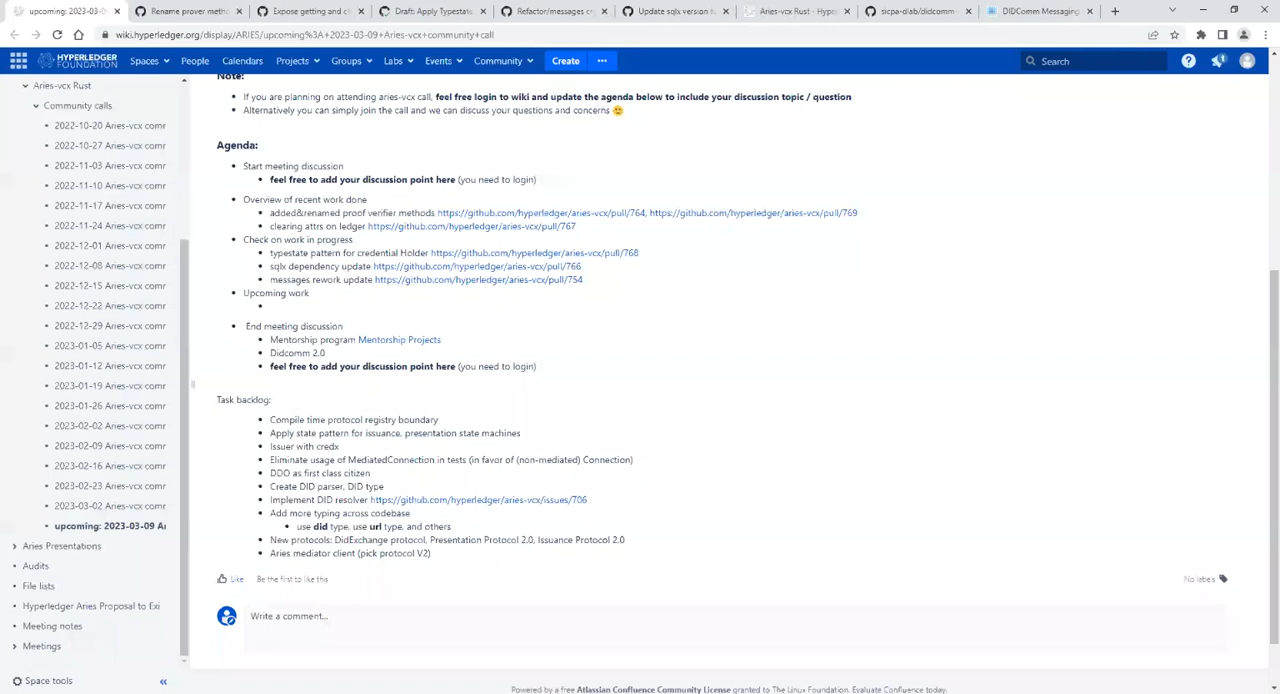 upcoming: 2023-03-0
Rename prover meth
Expose getting and c
Draft: Apply Typestate
Refactor/messages c
Update sqlx version t
Aries-vcx Rust - Hyper
sicpa-dlab/didcomm
DIDComm Messaging
wiki.hyperledger.org/display/ARIES/upcoming%3A+2023-03-09+Aries-vcx+community+call
HYPERLEDGER
FOUNDATION
Spaces
People
Calendars
Projects
Groups
Labs
Events
Community
Create
Search
Aries-vcx Rust
Community calls
2022-10-20 Aries-vcx comr
2022-10-27 Aries-vcx comr
2022-11-03 Aries-vcx comr
2022-11-10 Aries-vcx comr
2022-11-17 Aries-vcx comr
2022-11-24 Aries-vcx comr
2022-12-01 Aries-vcx comr
2022-12-08 Aries-vcx comr
2022-12-15 Aries-vcx comr
2022-12-22 Aries-vcx comr
2022-12-29 Aries-vcx comr
2023-01-05 Aries-vcx comr
2023-01-12 Aries-vcx comr
2023-01-19 Aries-vcx comr
2023-01-26 Aries-vcx comr
2023-02-02 Aries-vcx comr
2023-02-09 Aries-vcx comr
2023-02-16 Aries-vcx comr
2023-02-23 Aries-vcx comr
2023-03-02 Aries-vcx comr
upcoming: 2023-03-09 Ar
Aries Presentations
Audits
File lists
Hyperledger Aries Proposal to Exi
Meeting notes
Meetings
Space tools
Note:
If you are planning on attending aries-vcx call, feel free login to wiki and update the agenda below to include your discussion topic / question
Alternatively you can simply join the call and we can discuss your questions and concerns 🙂
Agenda:
Start meeting discussion
feel free to add your discussion point here (you need to login)
Overview of recent work done
added&renamed proof verifier methods https://github.com/hyperledger/aries-vcx/pull/764, https://github.com/hyperledger/aries-vcx/pull/769
clearing attrs on ledger https://github.com/hyperledger/aries-vcx/pull/767
Check on work in progress
typestate pattern for credential Holder https://github.com/hyperledger/aries-vcx/pull/768
sqlx dependency update https://github.com/hyperledger/aries-vcx/pull/766
messages rework update https://github.com/hyperledger/aries-vcx/pull/754
Upcoming work
End meeting discussion
Mentorship program Mentorship Projects
Didcomm 2.0
feel free to add your discussion point here (you need to login)
Task backlog:
Compile time protocol registry boundary
Apply state pattern for issuance, presentation state machines
Issuer with credx
Eliminate usage of MediatedConnection in tests (in favor of (non-mediated) Connection)
DDO as first class citizen
Create DID parser, DID type
Implement DID resolver https://github.com/hyperledger/aries-vcx/issues/706
Add more typing across codebase
use did type, use url type, and others
New protocols: DidExchange protocol, Presentation Protocol 2.0, Issuance Protocol 2.0
Aries mediator client (pick protocol V2)
Like
Be the first to like this
No labels
Write a comment...
Powered by a free Atlassian Confluence Community License granted to The Linux Foundation. Evaluate Confluence today.